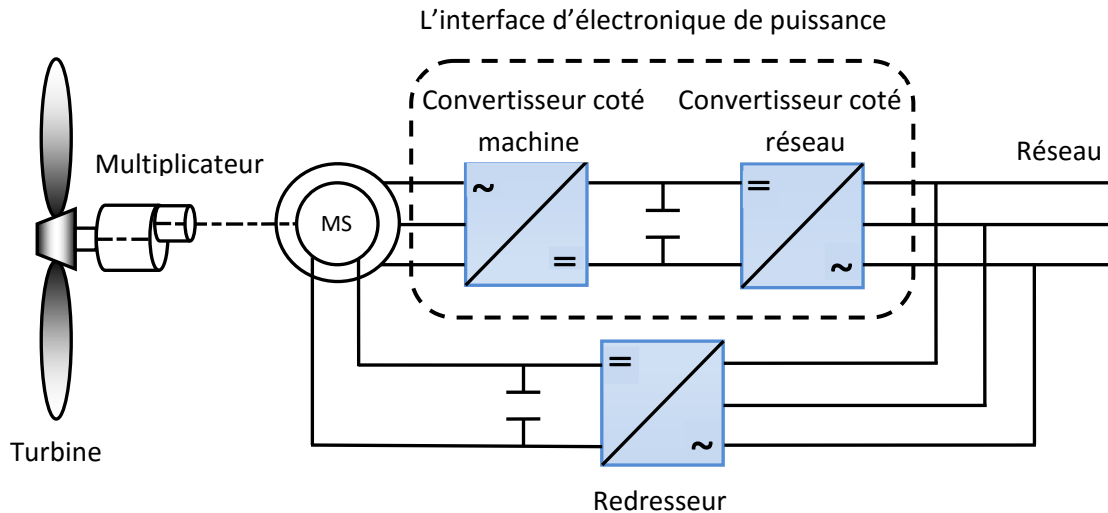 L’interface d’électronique de puissance
Convertisseur coté
machine
Convertisseur coté
réseau
Réseau
Multiplicateur
MS
~
=
=
~
=
~
Turbine
Redresseur